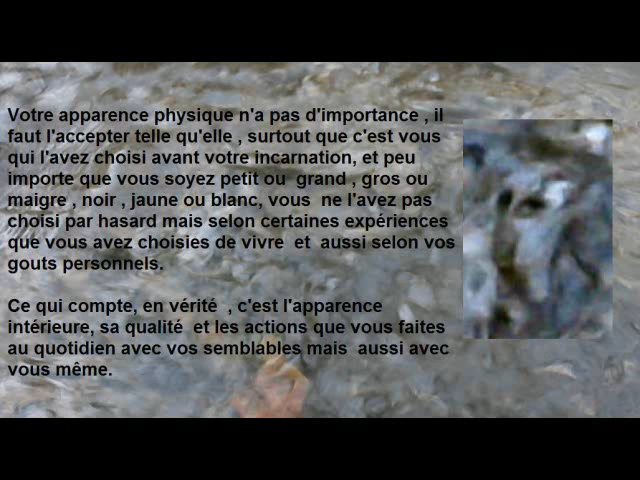 Votre apparence physique n'a pas d'importance , il
faut l'accepter telle qu'elle , surtout que c'est vous
qui l'avez choisi avant votre incarnation, et peu
importe que vous soyez petit ou  grand , gros ou
maigre , noir , jaune ou blanc, vous  ne l'avez pas
choisi par hasard mais selon certaines expériences
que vous avez choisies de vivre  et  aussi selon vos
gouts personnels.

Ce qui compte, en vérité  , c'est l'apparence
intérieure, sa qualité  et les actions que vous faites
au quotidien avec vos semblables mais  aussi avec
vous même.